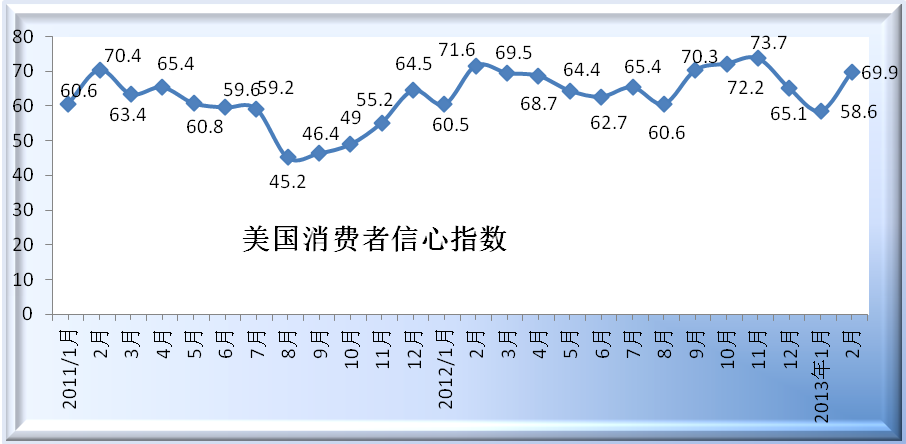 80
70
60
50
40
30
20
10
0
60.6
70.4
63.4
65.4
60.8
59.6
59.2
45.2
46.4
49
55.2
64.5
60.5
71.6
69.5
68.7
64.4
62.7
65.4
60.6
70.3
72.2
73.7
65.1
58.6
69.9
美国消费者信心指数
2011/1月
2月
3月
4月
5月
6月
7月
8月
9月
10月
11月
12月
2012/1月
2月
3月
4月
5月
6月
7月
8月
9月
10月
11月
12月
2013年1月
2月